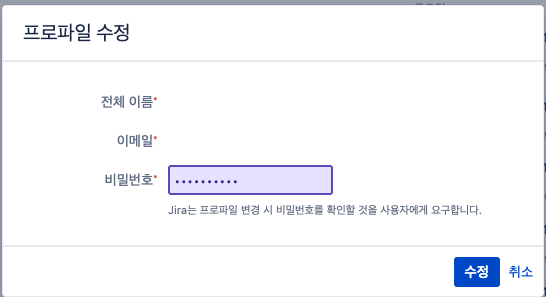 프로파일 수정
전체 이름*
이메일*
비밀번호* ••••••••••
Jira는 프로파일 변경 시 비밀번호를 확인할 것을 사용자에게 요구합니다.
수정 취소